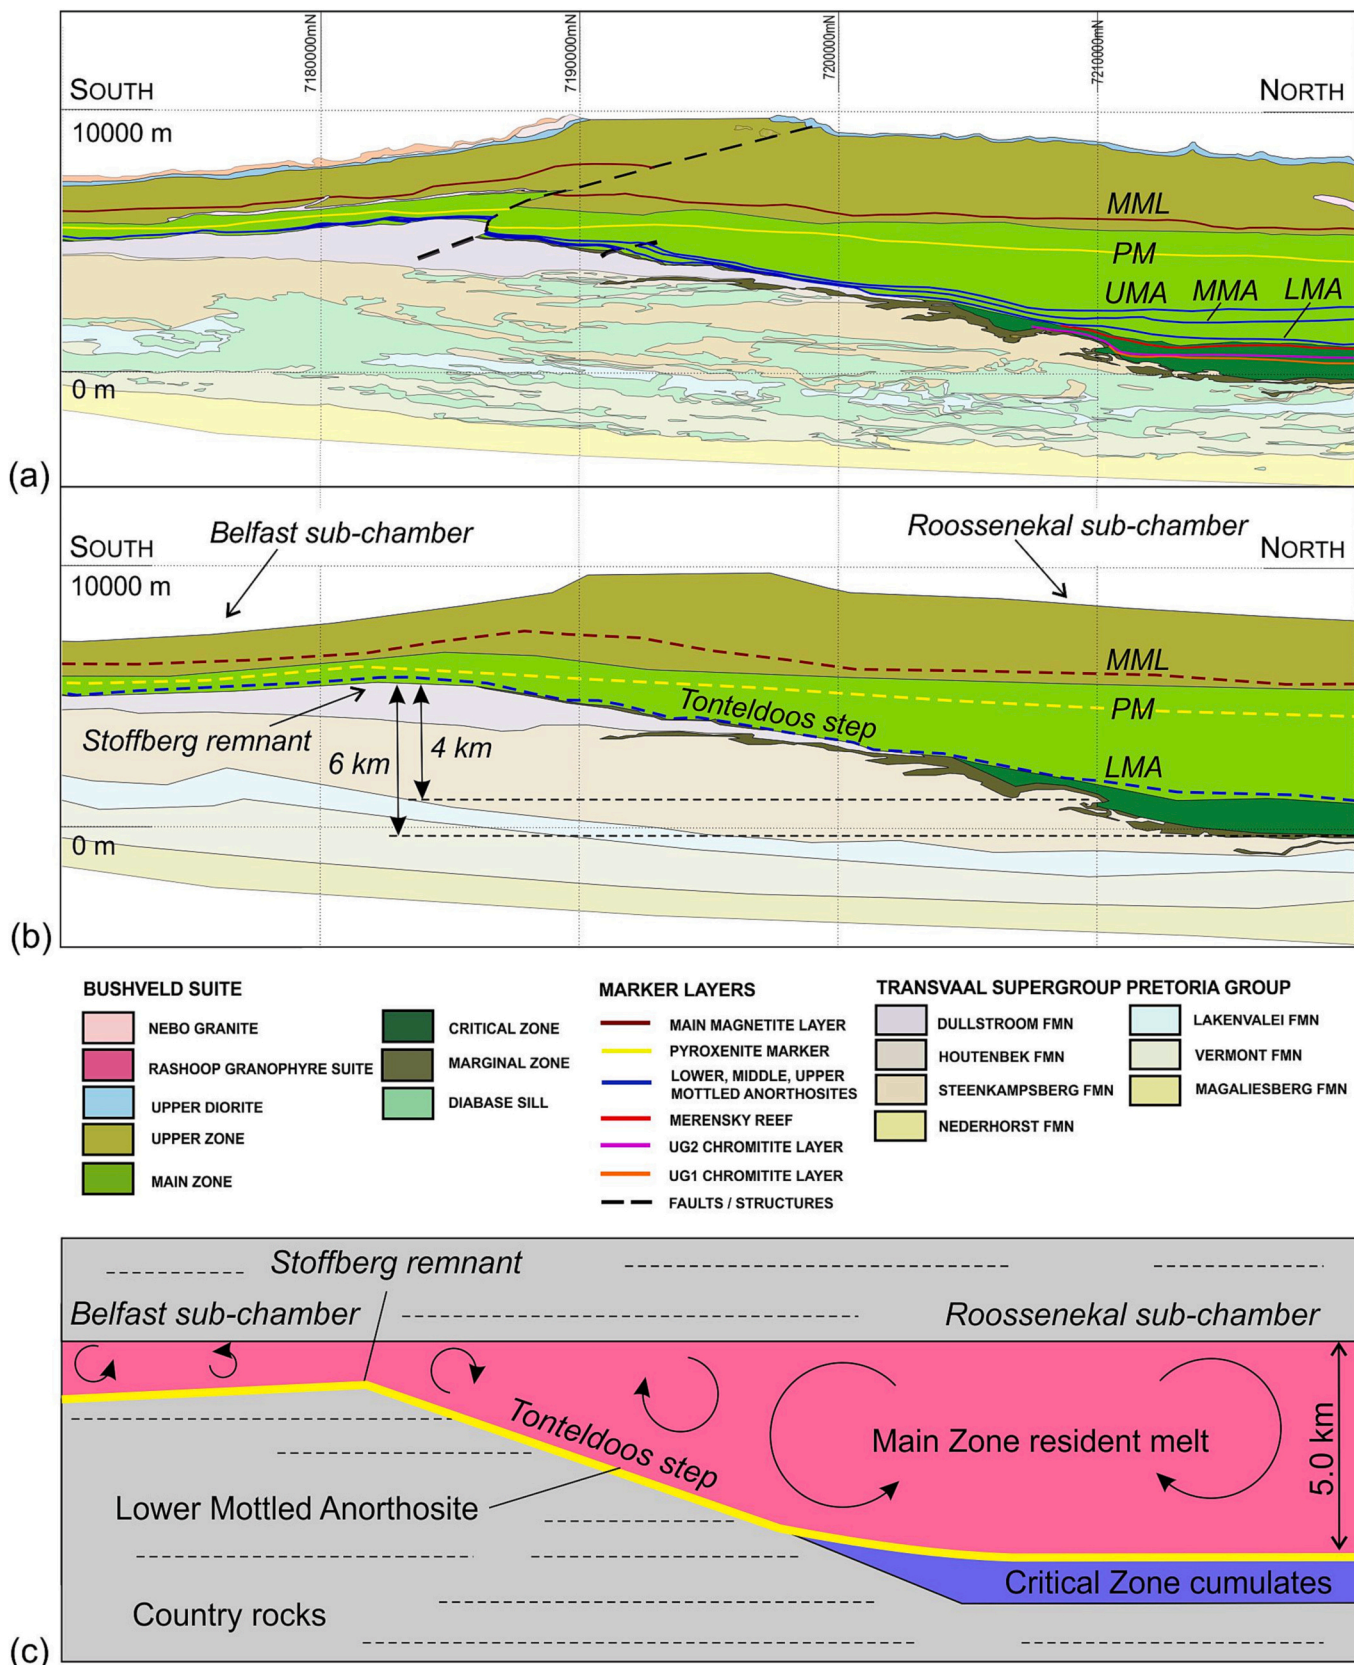 7180000mN
7190000mN
7200000mN
7210000mN
SOUTH
NORTH
10000 m
MML
PM
UMA
MMA
LMA
0 m
(a)
Belfast sub-chamber
Roossenekal sub-chamber
SOUTH
NORTH
10000 m
MML
PM
Tonteldoos step
Stoffberg remnant
4 km
6 km
LMA
0 m
(b)
BUSHVELD SUITE
NEBO GRANITE
RASHOOP GRANOPHYRE SUITE
UPPER DIORITE
UPPER ZONE
MAIN ZONE
CRITICAL ZONE
MARGINAL ZONE
DIABASE SILL
MARKER LAYERS
MAIN MAGNETITE LAYER
PYROXENITE MARKER
LOWER, MIDDLE, UPPER
MOTTLED ANORTHOSITES
MERENSKY REEF
UG2 CHROMITITE LAYER
UG1 CHROMITITE LAYER
FAULTS / STRUCTURES
TRANSVAAL SUPERGROUP PRETORIA GROUP
DULLSTROOM FMN
HOUTENBEK FMN
STEENKAMPSBERG FMN
NEDERHORST FMN
LAKENVALEI FMN
VERMONT FMN
MAGALIESBERG FMN
Stoffberg remnant
Belfast sub-chamber
Roossenekal sub-chamber
Tonteldoos step
Main Zone resident melt
5.0 km
Lower Mottled Anorthosite
Critical Zone cumulates
Country rocks
(c)